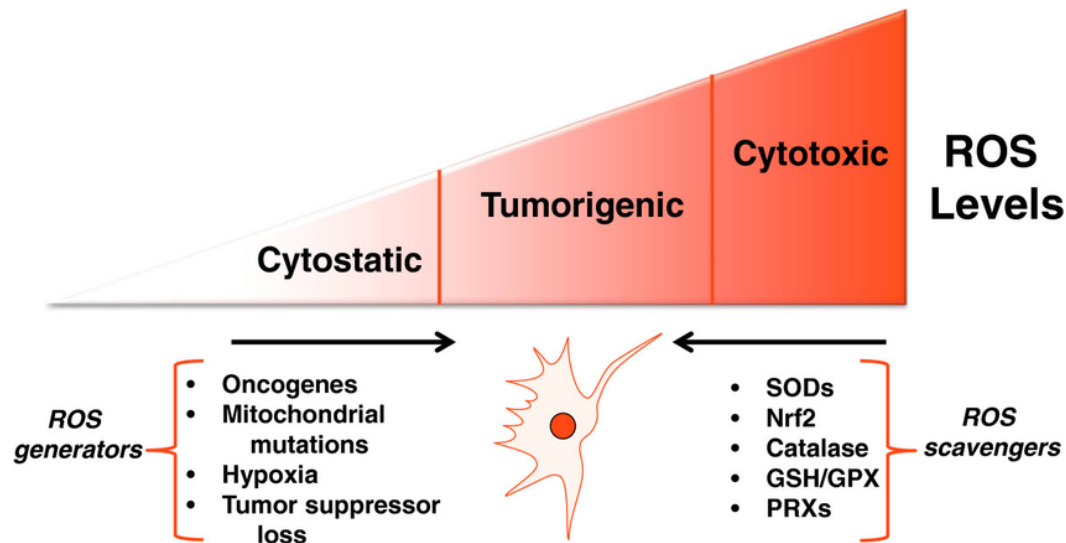 Cytotoxic
ROS
Levels
Tumorigenic
Cytostatic
ROS
generators
• Oncogenes
• Mitochondrial
mutations
• Hypoxia
• Tumor suppressor
loss
• SODs
• Nrf2
• Catalase
• GSH/GPX
• PRXs
ROS
scavengers